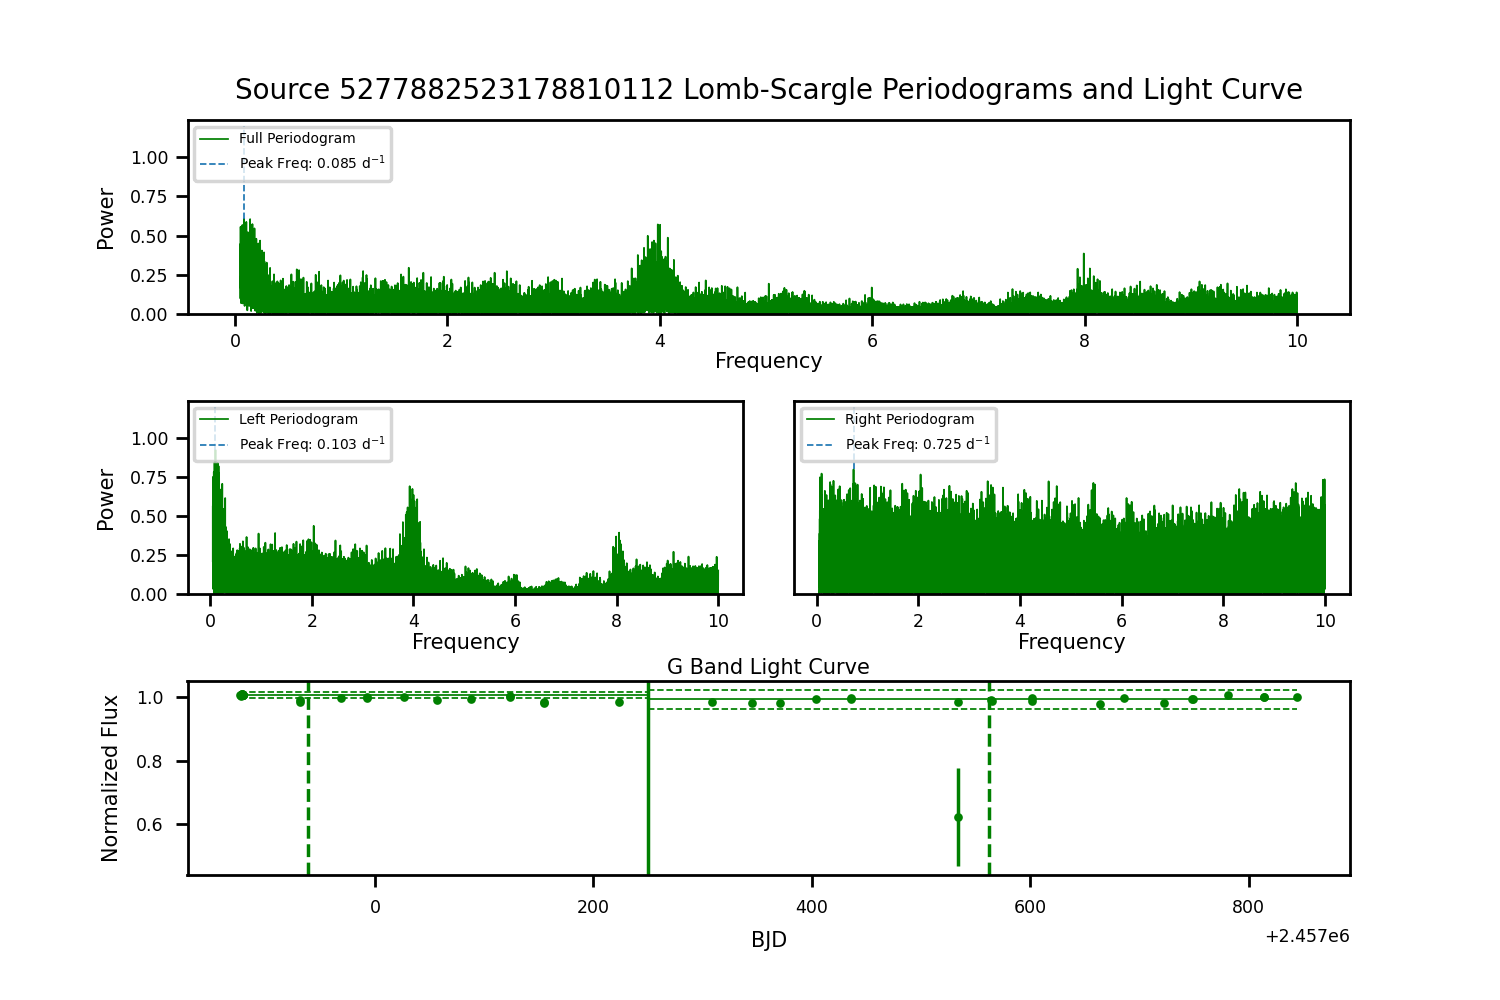 Source 5277882523178810112 Lomb-Scargle Periodograms and Light Curve
Full Periodogram
Peak Freq: 0.085 d⁻¹
Power
1.00
0.75
0.50
0.25
0.00
0 2 4 6 8 10
Frequency
Left Periodogram
Peak Freq: 0.103 d⁻¹
Power
1.00
0.75
0.50
0.25
0.00
0 2 4 6 8 10
Frequency
Right Periodogram
Peak Freq: 0.725 d⁻¹
0 2 4 6 8 10
Frequency
G Band Light Curve
Normalized Flux
1.0
0.8
0.6
0 200 400 600 800
BJD
+2.457e6